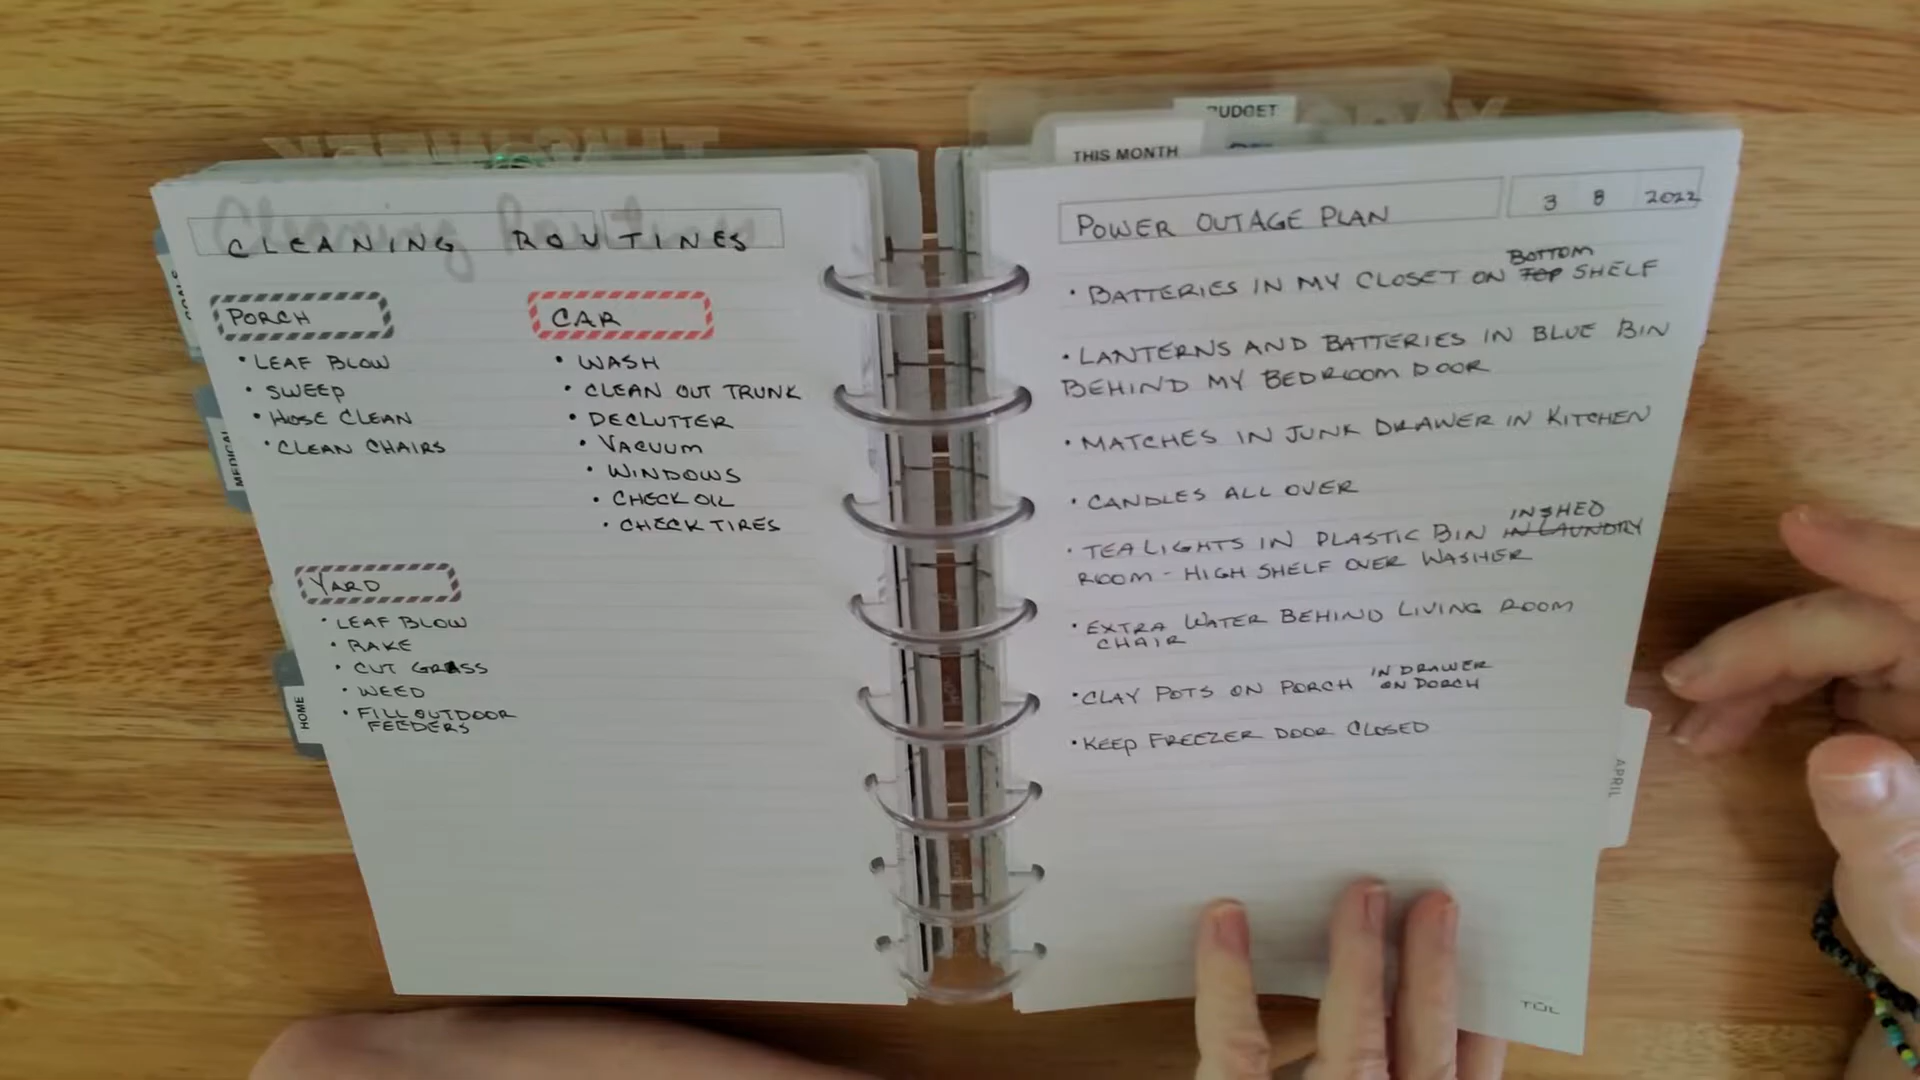 CLEANING ROUTINES
PORCH
• LEAF BLOW
• SWEEP
• HOSE CLEAN
• CLEAN CHAIRS
CAR
• WASH
• CLEAN OUT TRUNK
• DECLUTTER
• VACUUM
• WINDOWS
• CHECK OIL
• CHECK TIRES
YARD
• LEAF BLOW
• RAKE
• CUT GRASS
• WEED
• FILL OUTDOOR
FEEDERS
MEDICAL
HOME
BUDGET
THIS MONTH
POWER OUTAGE PLAN 3 8 2022
BOTTOM
• BATTERIES IN MY CLOSET ON TOP SHELF
• LANTERNS AND BATTERIES IN BLUE BIN
BEHIND MY BEDROOM DOOR
• MATCHES IN JUNK DRAWER IN KITCHEN
• CANDLES ALL OVER
IN SHED
• TEA LIGHTS IN PLASTIC BIN IN LAUNDRY
ROOM - HIGH SHELF OVER WASHER
• EXTRA WATER BEHIND LIVING ROOM
CHAIR
IN DRAWER
• CLAY POTS ON PORCH ON PORCH
• KEEP FREEZER DOOR CLOSED
APRIL
TUL